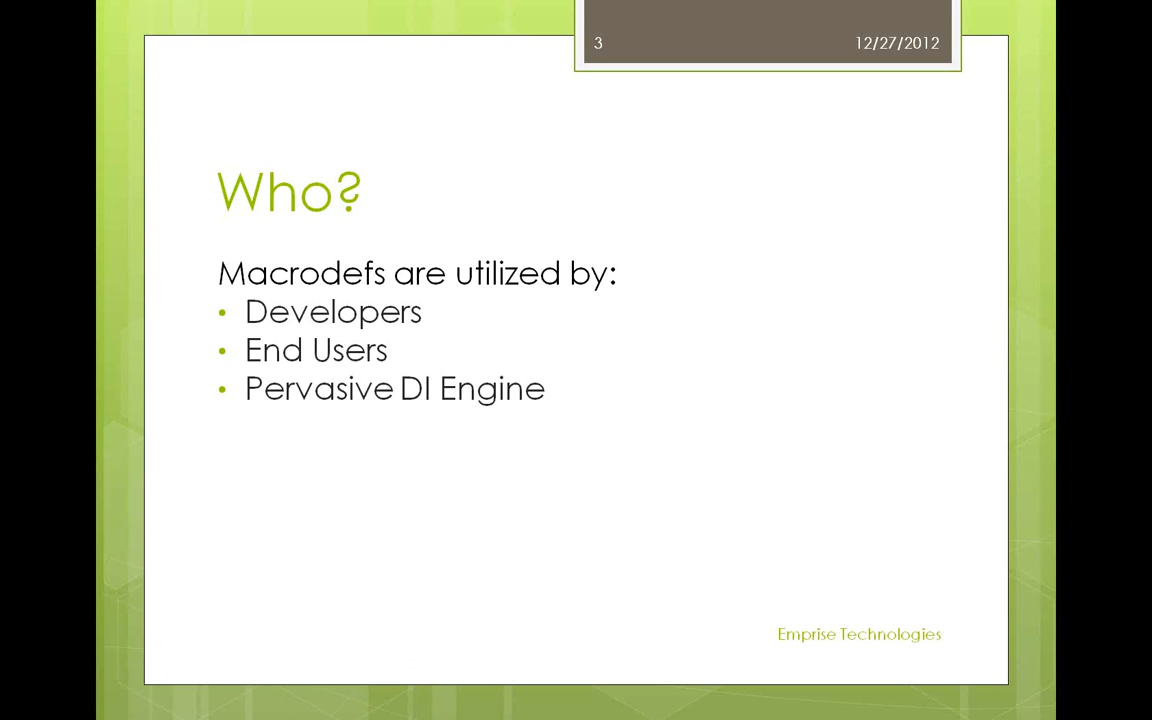 3 12/27/2012
Who?
Macrodefs are utilized by:
• Developers
• End Users
• Pervasive DI Engine
Emprise Technologies